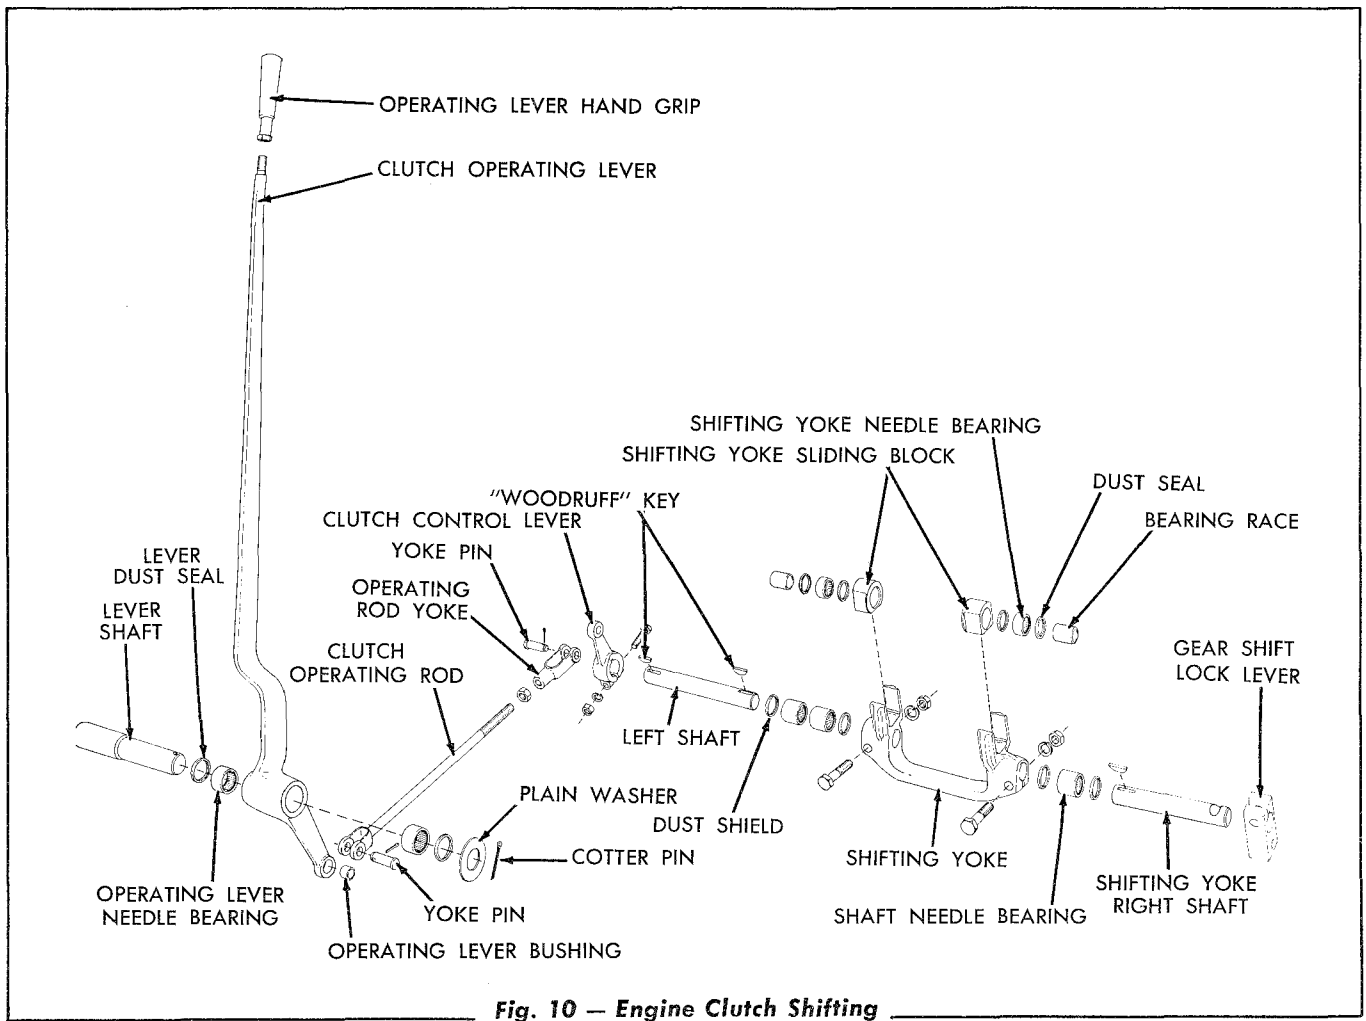 OPERATING LEVER HAND GRIP
CLUTCH OPERATING LEVER
SHIFTING YOKE NEEDLE BEARING
SHIFTING YOKE SLIDING BLOCK
DUST SEAL
BEARING RACE
"WOODRUFF" KEY
CLUTCH CONTROL LEVER
YOKE PIN
OPERATING
ROD YOKE
LEVER
DUST SEAL
LEVER
SHAFT
CLUTCH
OPERATING ROD
GEAR SHIFT
LOCK LEVER
LEFT SHAFT
PLAIN WASHER
DUST SHIELD
COTTER PIN
SHIFTING YOKE
OPERATING LEVER
NEEDLE BEARING
YOKE PIN
SHAFT NEEDLE BEARING
SHIFTING YOKE
RIGHT SHAFT
OPERATING LEVER BUSHING
Fig. 10 — Engine Clutch Shifting